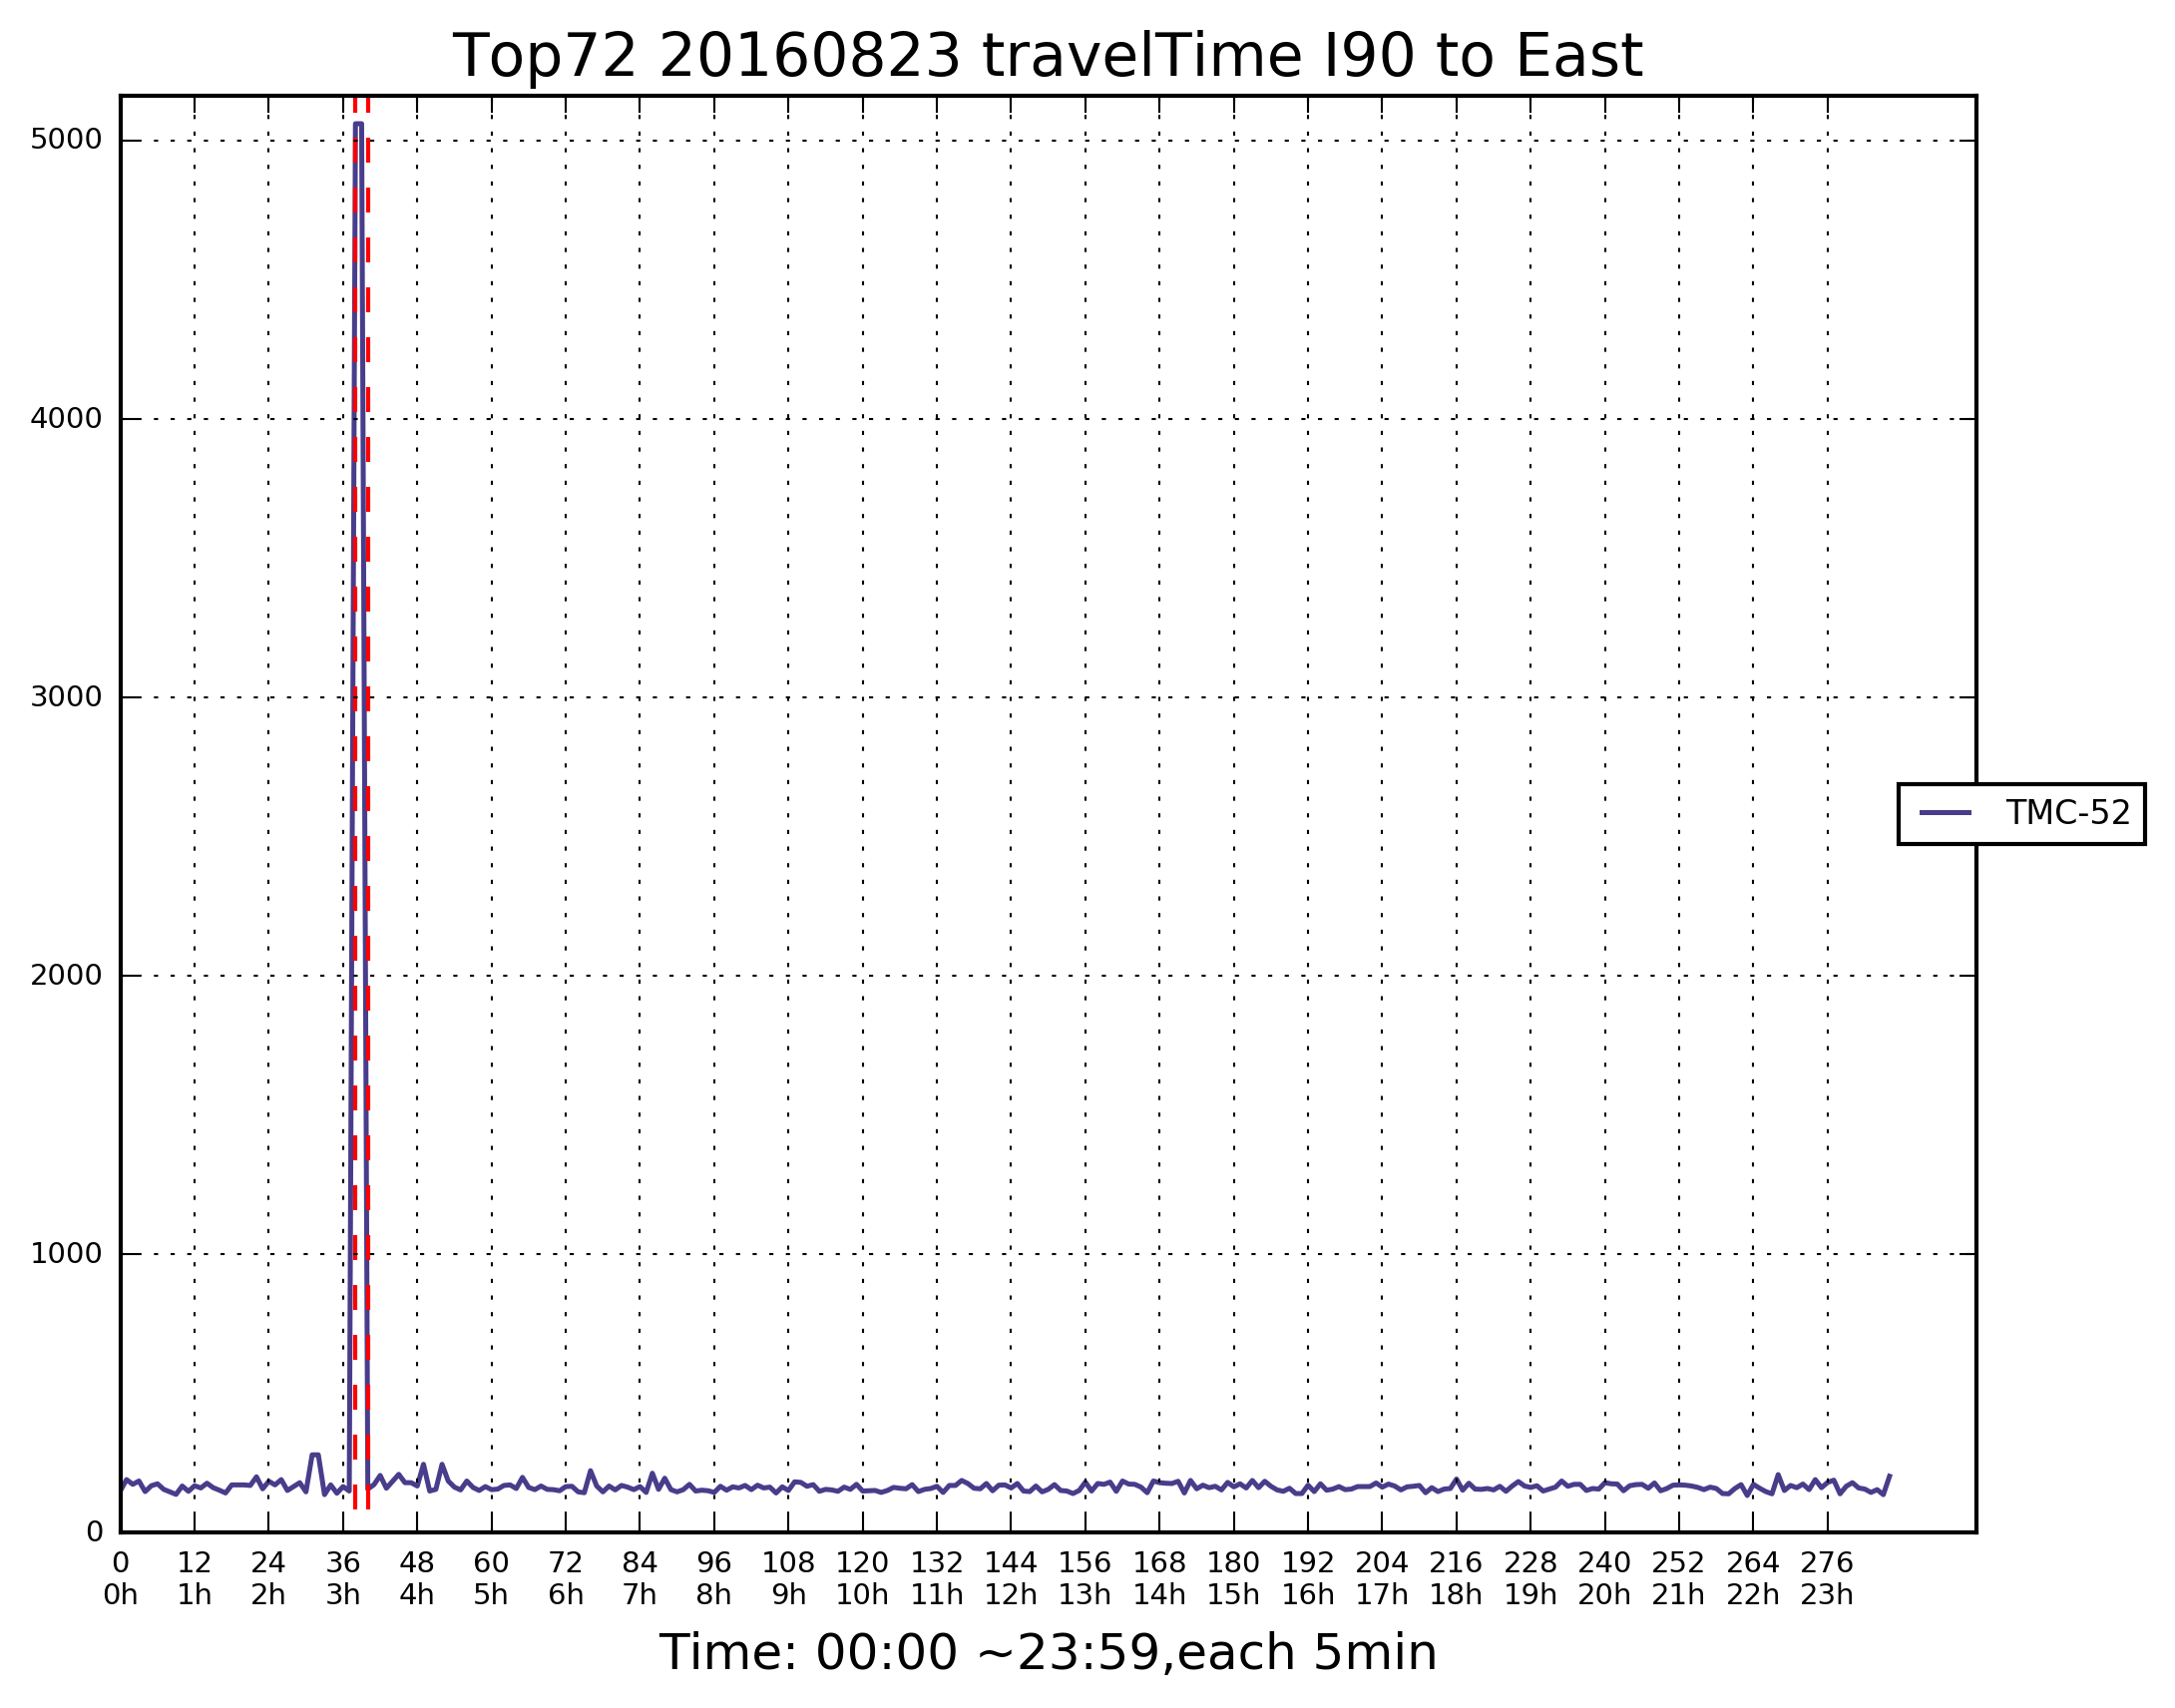 Top72 20160823 travelTime I90 to East
5000
4000
3000
2000
1000
0
TMC-52
0 12 24 36 48 60 72 84 96 108 120 132 144 156 168 180 192 204 216 228 240 252 264 276
0h 1h 2h 3h 4h 5h 6h 7h 8h 9h 10h 11h 12h 13h 14h 15h 16h 17h 18h 19h 20h 21h 22h 23h
Time: 00:00 ~23:59,each 5min